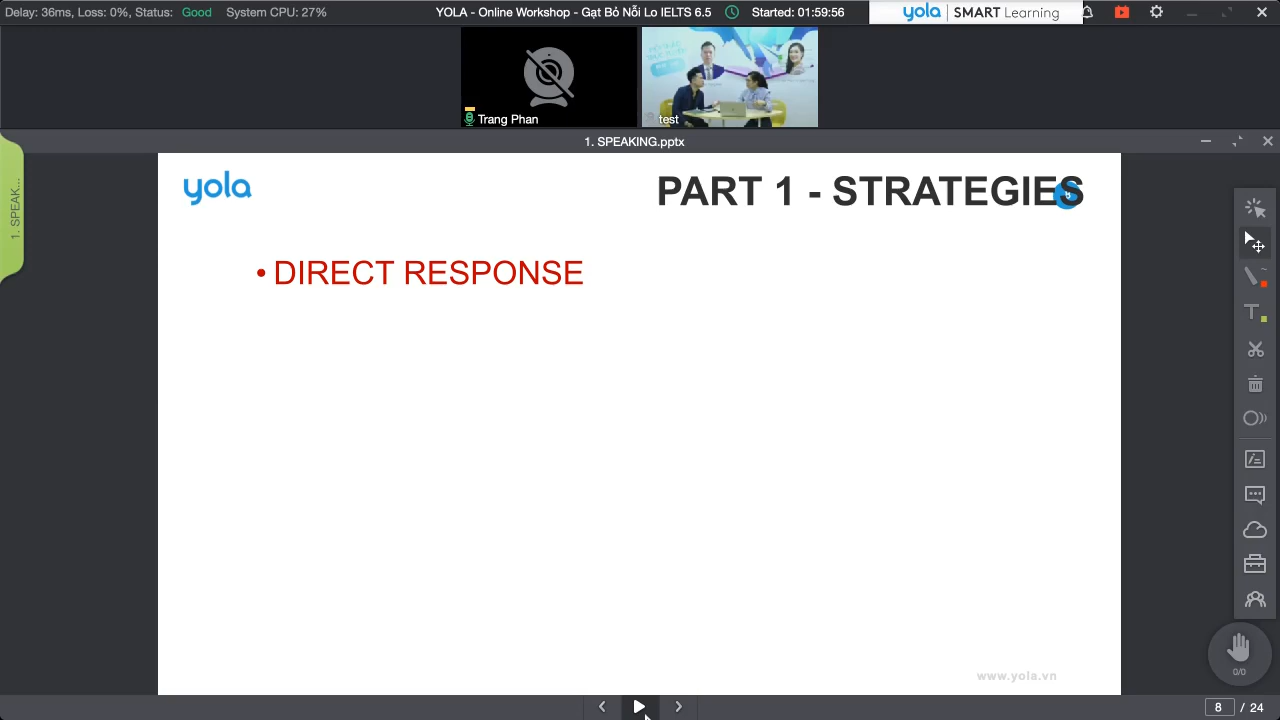 Delay: 36ms, Loss: 0%, Status: Good System CPU: 27%
YOLA - Online Workshop - Gạt Bỏ Nỗi Lo IELTS 6.5
Started: 01:59:56
yola | SMART Learning
Trang Phan
test
1. SPEAKING.pptx
1. SPEAK...
yola
PART 1 - STRATEGIES
• DIRECT RESPONSE
www.yola.vn
0/0
8 / 24